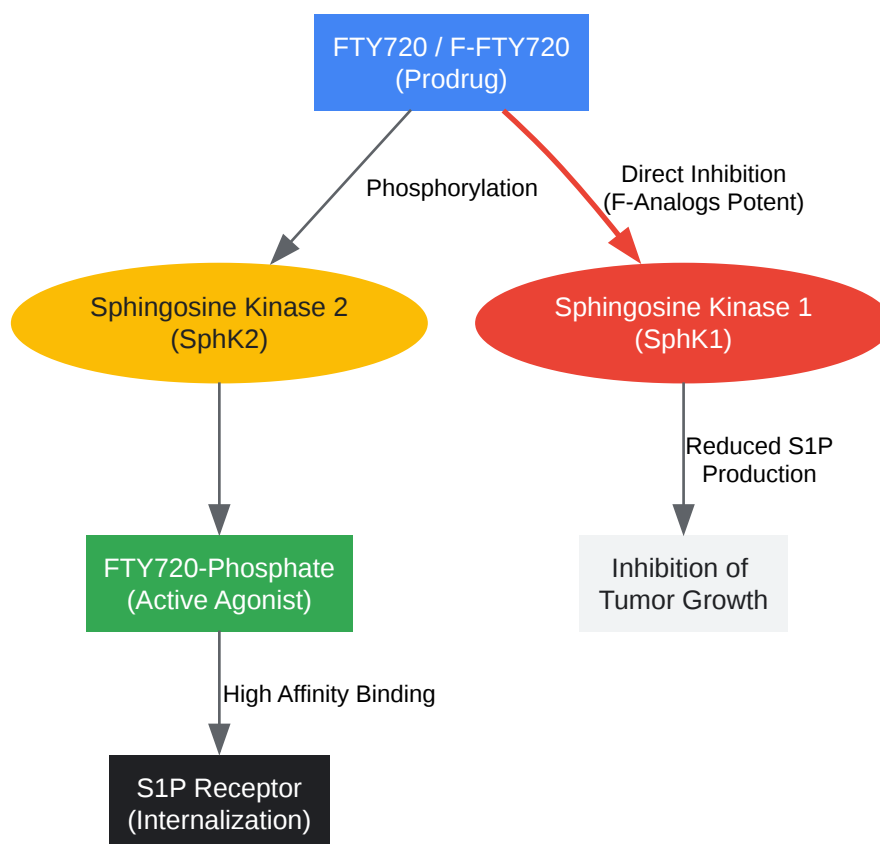 FTY720 / F-FTY720
(Prodrug)
Phosphorylation
Direct Inhibition
(F-Analogs Potent)
Sphingosine Kinase 2
(SphK2)
Sphingosine Kinase 1
(SphK1)
Reduced S1P
Production
FTY720-Phosphate
(Active Agonist)
Inhibition of
Tumor Growth
High Affinity Binding
S1P Receptor
(Internalization)